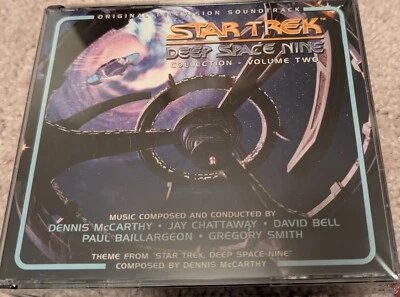 ORIGINAL TELEVISION SOUNDTRACK
STAR TREK
DEEP SPACE NINE
COLLECTION - VOLUME TWO
MUSIC COMPOSED AND CONDUCTED BY
DENNIS McCARTHY • JAY CHATTAWAY • DAVID BELL
PAUL BAILLARGEON • GREGORY SMITH
THEME FROM "STAR TREK: DEEP SPACE NINE"
COMPOSED BY DENNIS McCARTHY